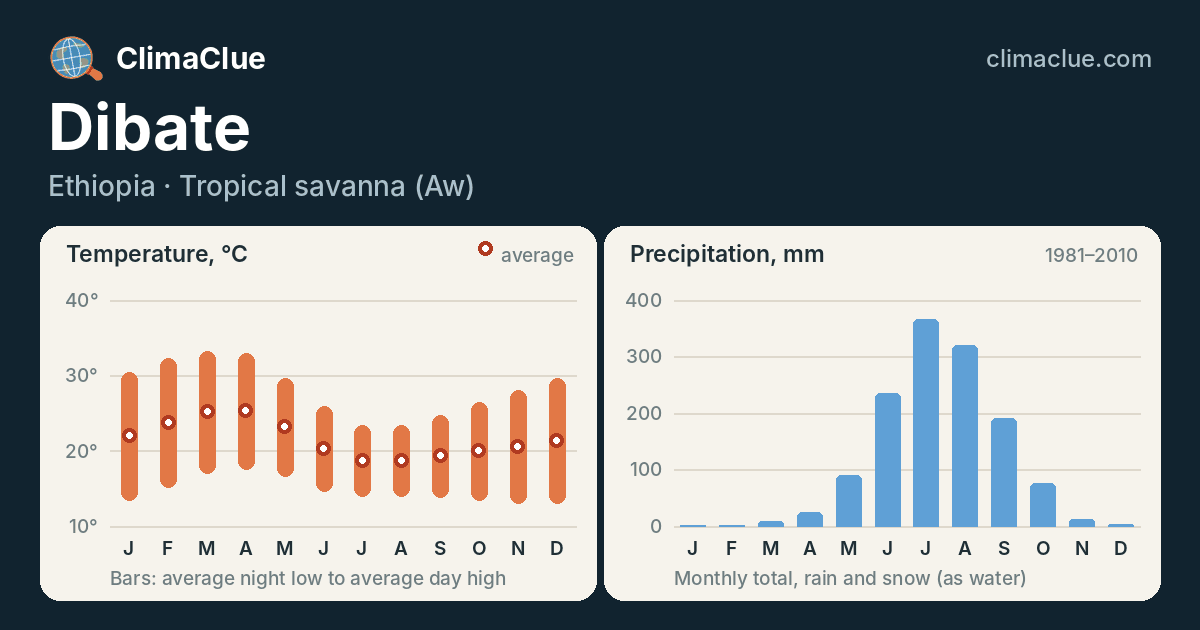 ClimaClue
climaclue.com
Dibate
Ethiopia · Tropical savanna (Aw)
Temperature, °C
average
40°
30°
20°
10°
J F M A M J J A S O N D
Bars: average night low to average day high
Precipitation, mm
1981–2010
400
300
200
100
0
J F M A M J J A S O N D
Monthly total, rain and snow (as water)